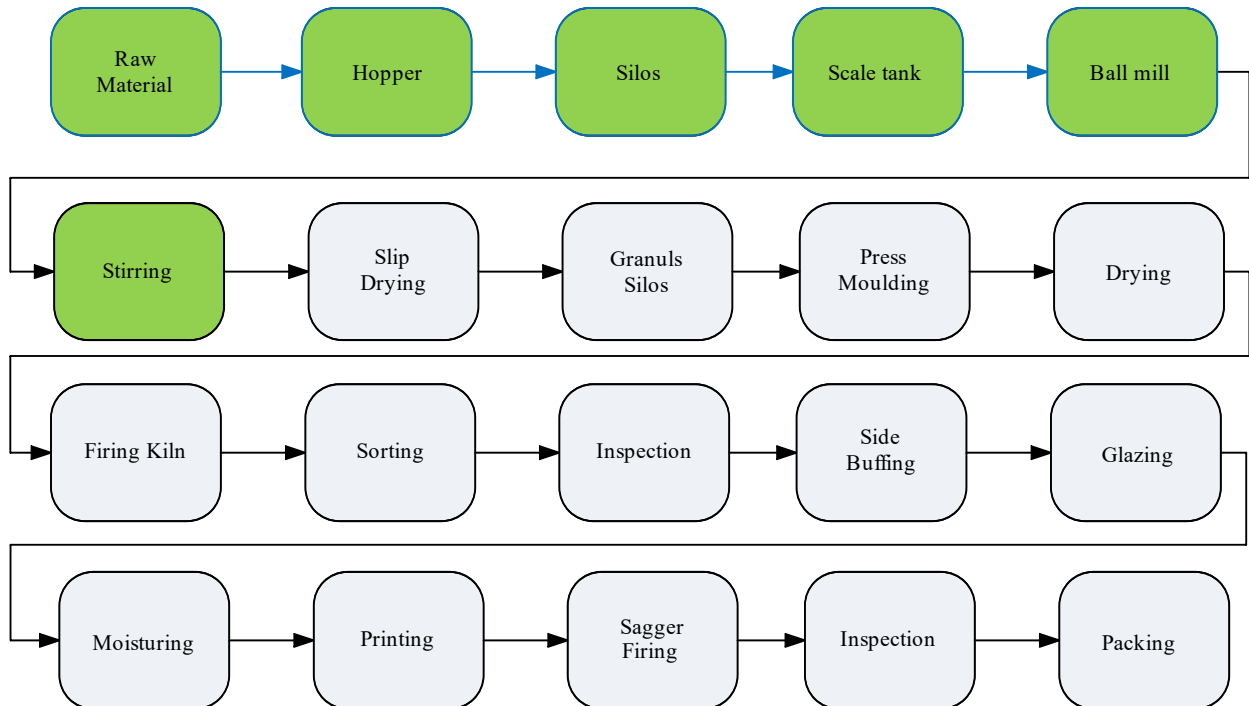 Raw
Material
Hopper
Silos
Scale tank
Ball mill
Stirring
Slip
Drying
Granuls
Silos
Press
Moulding
Drying
Firing Kiln
Sorting
Inspection
Side
Buffing
Glazing
Moisturing
Printing
Sagger
Firing
Inspection
Packing